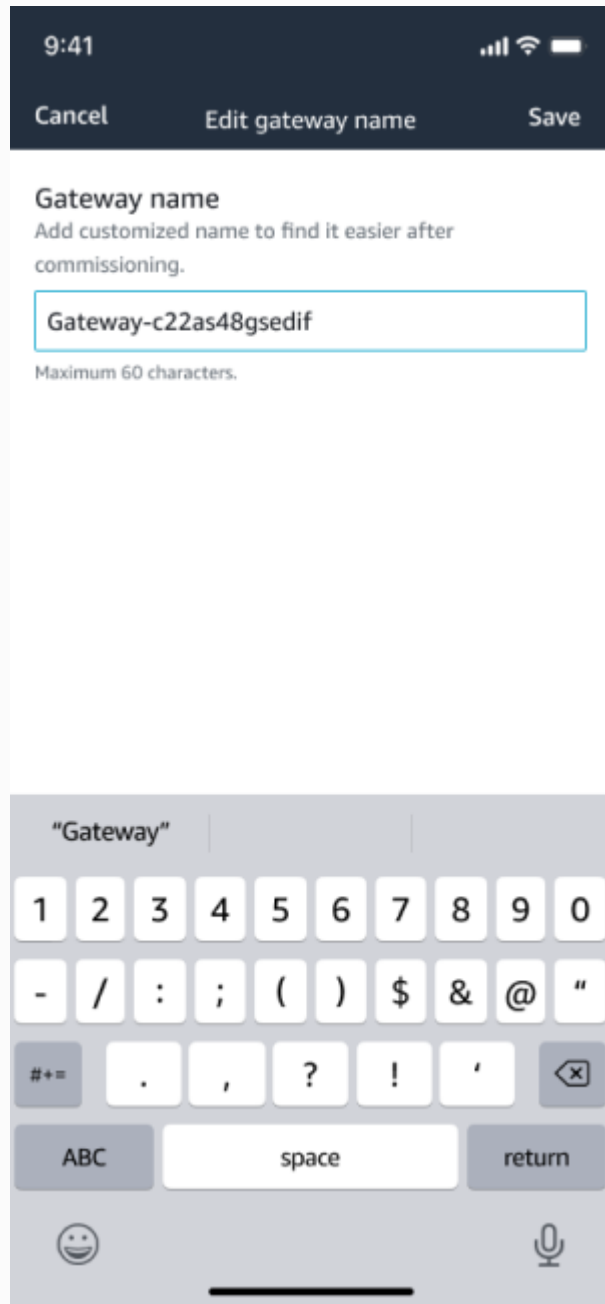 9:41
Cancel Edit gateway name Save
Gateway name
Add customized name to find it easier after
commissioning.
Gateway-c22as48gsedif
Maximum 60 characters.
“Gateway”
1 2 3 4 5 6 7 8 9 0
- / : ; ( ) $ & @ “
#+= . , ? ! ‘
ABC space return